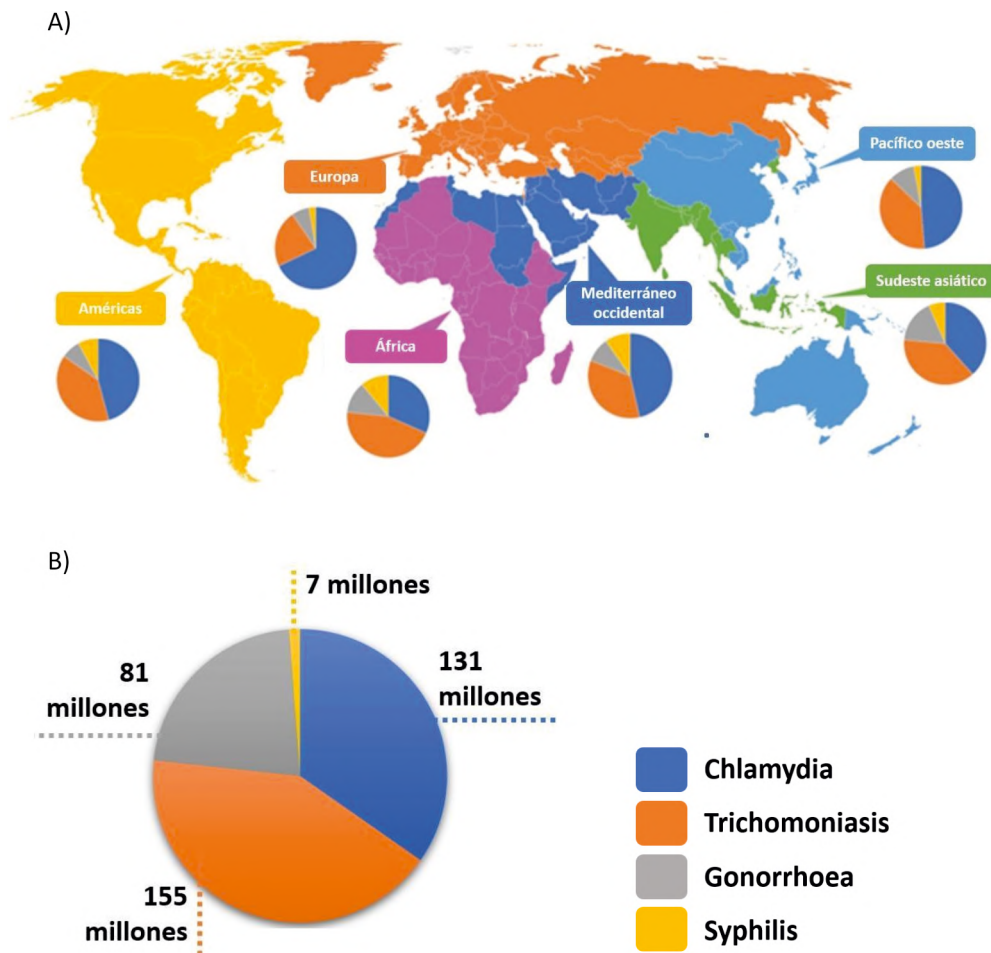 A)
Pacífico oeste
Europa
Sudeste asiático
Mediterráneo
occidental
Américas
África
B)
7 millones
131
millones
81
millones
155
millones
Chlamydia
Trichomoniasis
Gonorrhoea
Syphilis